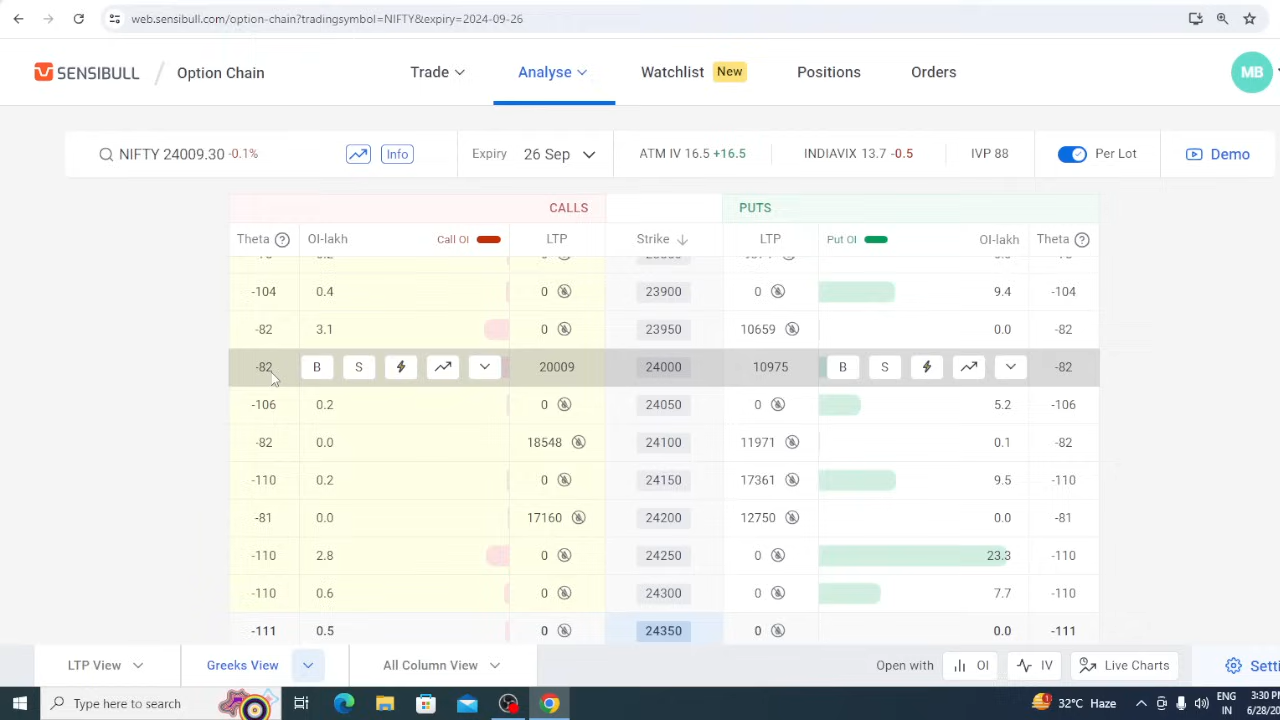 web.sensibull.com/option-chain?tradingsymbol=NIFTY&expiry=2024-09-26
SENSIBULL / Option Chain Trade Analyse Watchlist New Positions Orders MB
NIFTY 24009.30 -0.1% Info Expiry 26 Sep ATM IV 16.5 +16.5 INDIAVIX 13.7 -0.5 IVP 88 Per Lot Demo
CALLS PUTS
Theta OI-lakh Call OI LTP Strike LTP Put OI OI-lakh Theta
-104 0.4 0 23900 0 9.4 -104
-82 3.1 0 23950 10659 0.0 -82
-82 B S 20009 24000 10975 B S -82
-106 0.2 0 24050 0 5.2 -106
-82 0.0 18548 24100 11971 0.1 -82
-110 0.2 0 24150 17361 9.5 -110
-81 0.0 17160 24200 12750 0.0 -81
-110 2.8 0 24250 0 23.3 -110
-110 0.6 0 24300 0 7.7 -110
-111 0.5 0 24350 0 0.0 -111
LTP View Greeks View All Column View Open with OI IV Live Charts Setti
Type here to search 32°C Haze ENG 3:30 PM
IN 6/28/20